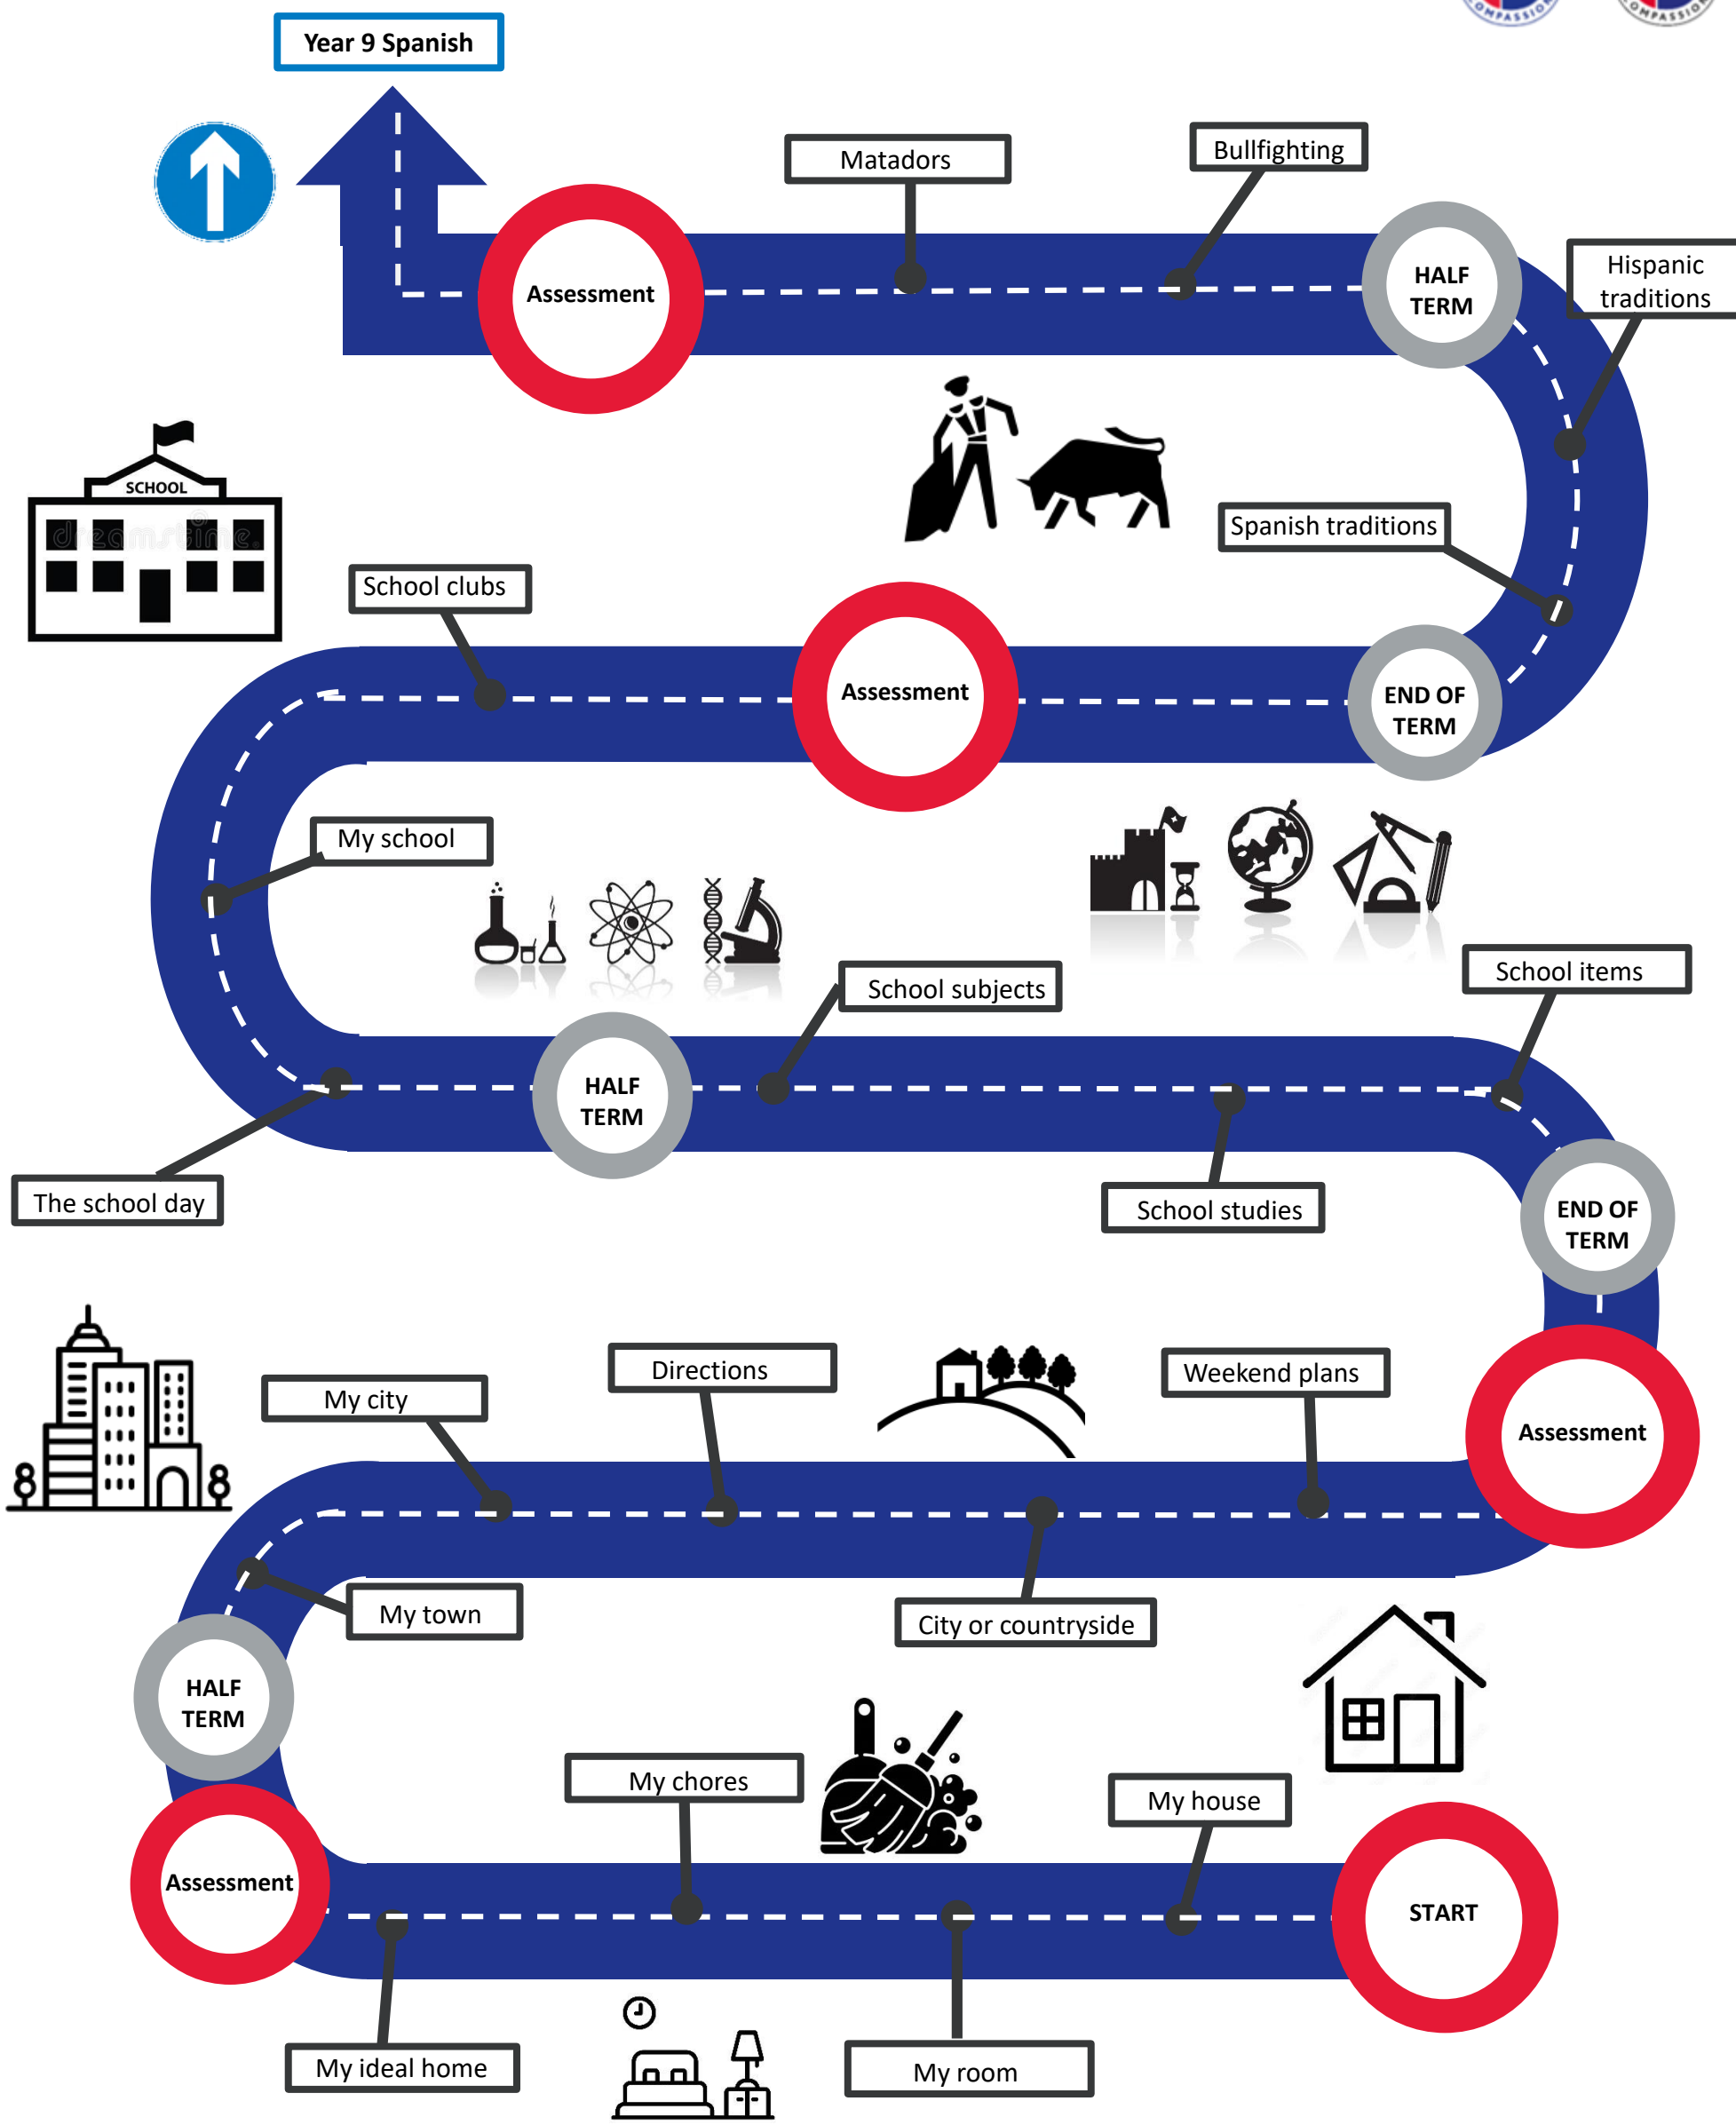 COMPASSION
COMPASSION
Year 9 Spanish
Matadors
Bullfighting
Hispanic
traditions
Assessment
HALF
TERM
SCHOOL
dreamstime.
Spanish traditions
School clubs
Assessment
END OF
TERM
My school
School subjects
School items
HALF
TERM
The school day
School studies
END OF
TERM
My city
Directions
Weekend plans
Assessment
My town
City or countryside
HALF
TERM
My chores
My house
Assessment
START
My ideal home
My room